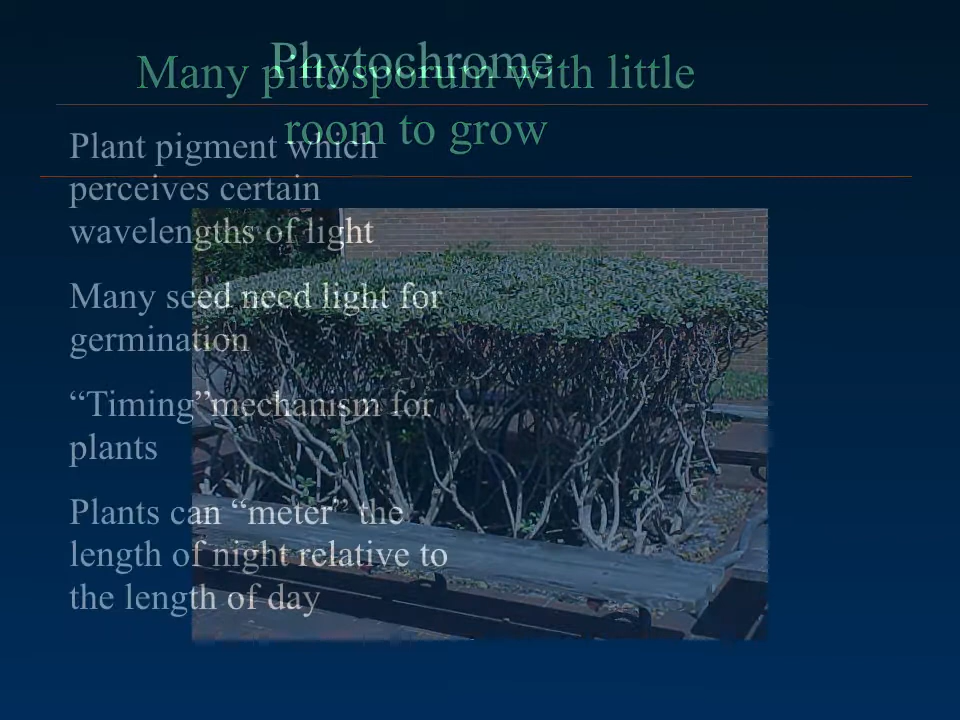 Phytochrome
Many pittosporum with little
room to grow
Plant pigment which
perceives certain
wavelengths of light
Many seed need light for
germination
“Timing”mechanism for
plants
Plants can “meter” the
length of night relative to
the length of day